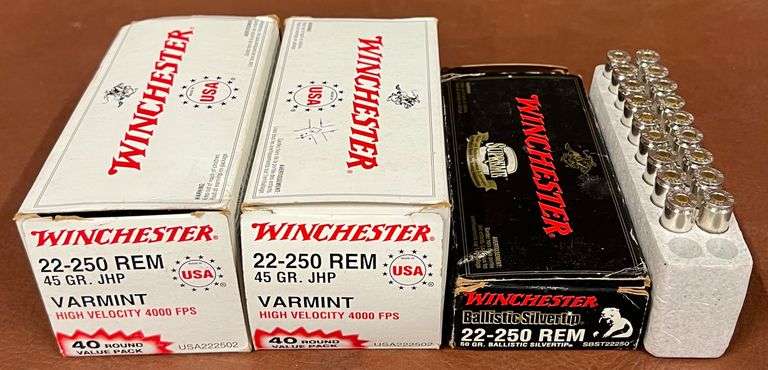 WINCHESTER
USA
WINCHESTER
22-250 REM
45 GR. JHP
USA
VARMINT
HIGH VELOCITY 4000 FPS
40 ROUND
VALUE PACK
USA222502
WINCHESTER
USA
WINCHESTER
22-250 REM
45 GR. JHP
USA
VARMINT
HIGH VELOCITY 4000 FPS
40 ROUND
VALUE PACK
USA222502
WINCHESTER
SUPREME
WINCHESTER
Ballistic Silvertip
22-250 REM
50 GR. BALLISTIC SILVERTIP SBST22250